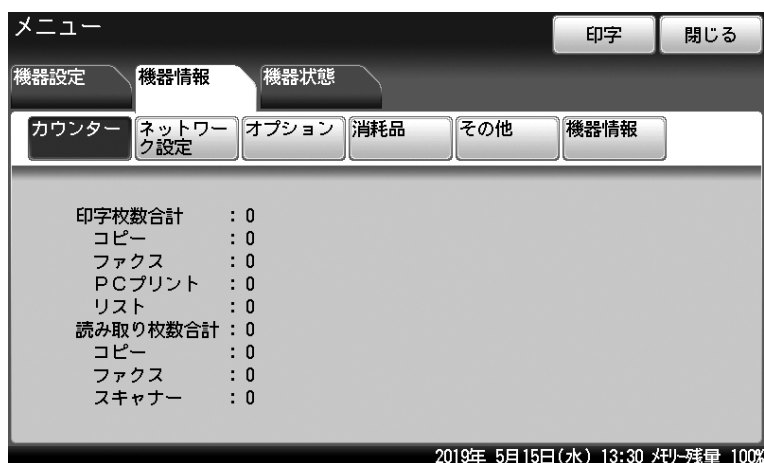 メニュー
印字
閉じる
機器設定
機器情報
機器状態
カウンター
ネットワー
ク設定
オプション
消耗品
その他
機器情報
印字枚数合計 : 0
コピー : 0
ファクス : 0
PCプリント : 0
リスト : 0
読み取り枚数合計 : 0
コピー : 0
ファクス : 0
スキャナー : 0
2019年 5月15日(水) 13:30 メモリー残量 100%